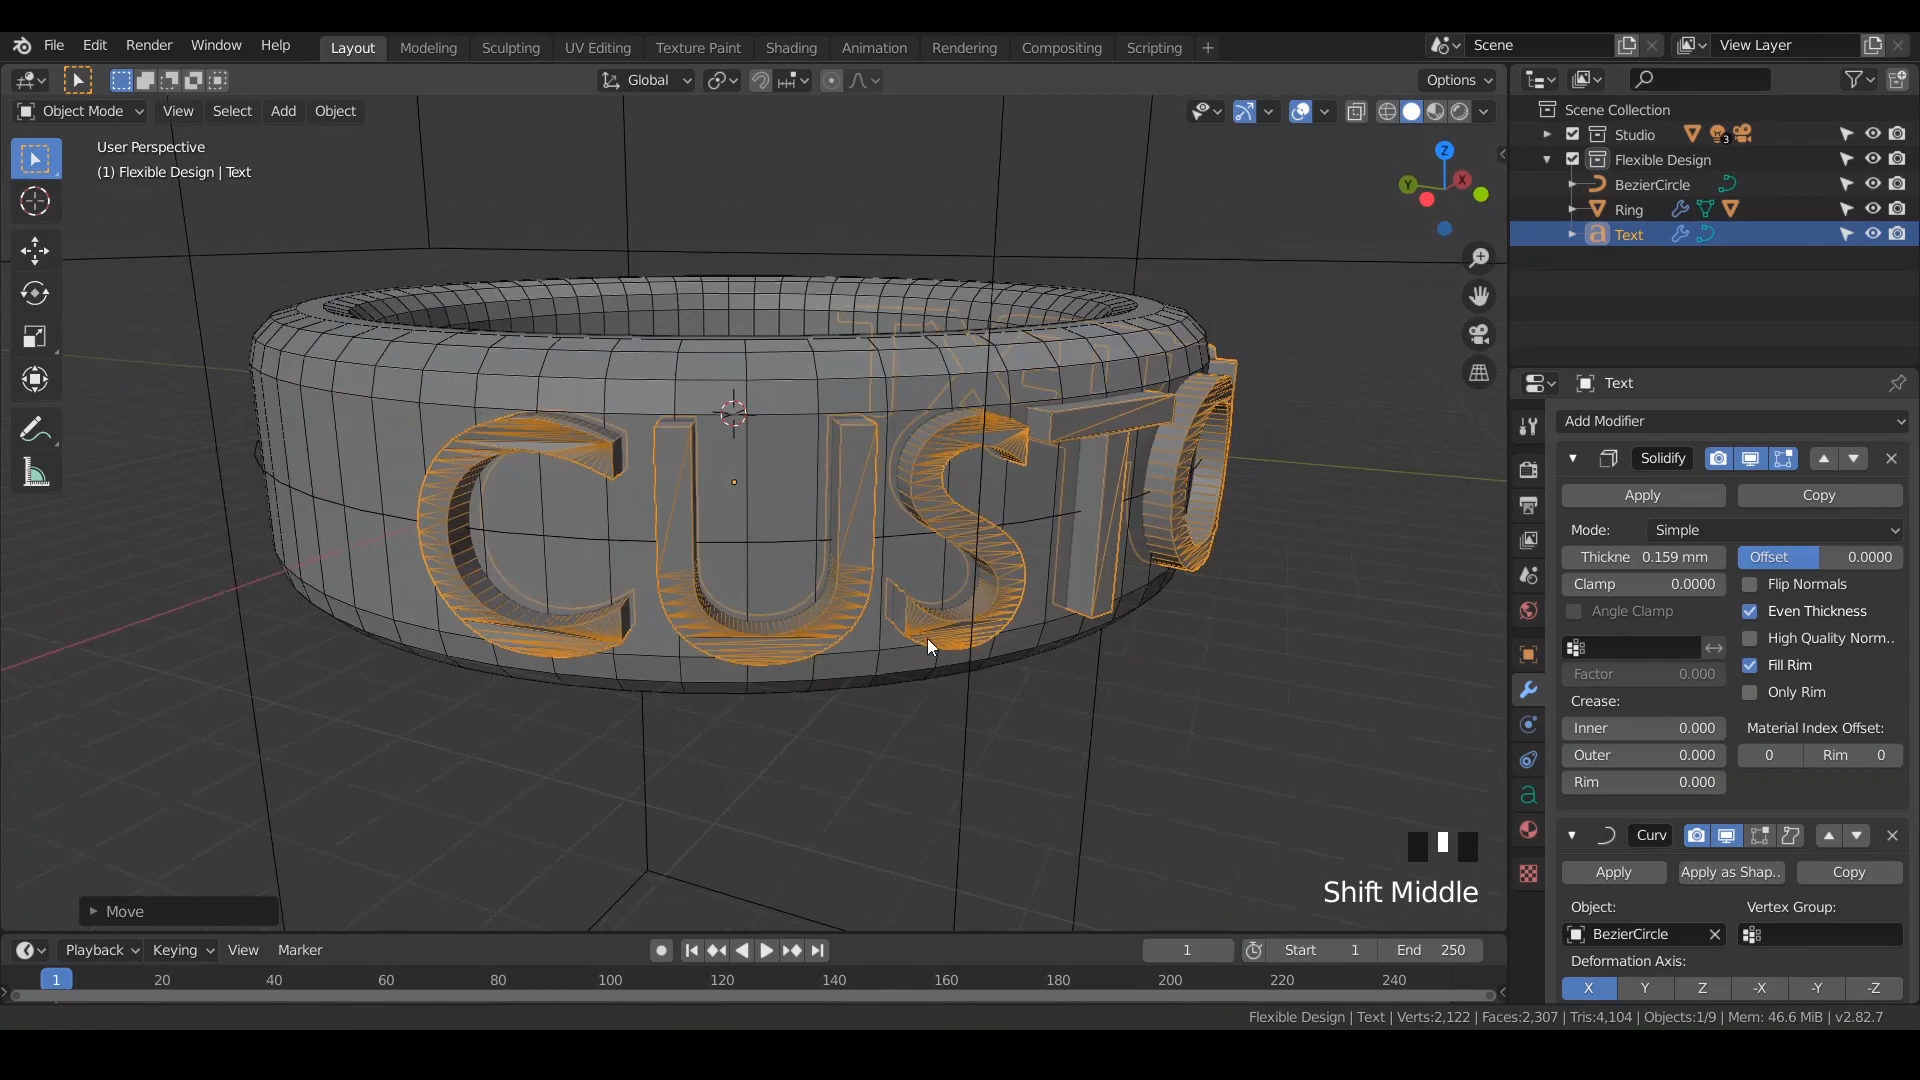 File Edit Render Window Help Layout Modeling Sculpting UV Editing Texture Paint Shading Animation Rendering Compositing Scripting + Scene View Layer
Global Options
Object Mode View Select Add Object
User Perspective
(1) Flexible Design | Text
Z
Y X
Scene Collection
Studio 3
Flexible Design
BezierCircle
Ring
Text
CUSTO
Text
Add Modifier
Solidify
Apply Copy
Mode: Simple
Thickne 0.159 mm Offset 0.0000
Clamp 0.0000 Flip Normals
Angle Clamp Even Thickness
High Quality Norm..
Factor 0.000 Fill Rim
Crease: Only Rim
Inner 0.000 Material Index Offset:
Outer 0.000 0 Rim 0
Rim 0.000
Curv
Apply Apply as Shap.. Copy
Object: Vertex Group:
BezierCircle
Deformation Axis:
X Y Z -X -Y -Z
Shift Middle
Move
Playback Keying View Marker 1 Start 1 End 250
1 20 40 60 80 100 120 140 160 180 200 220 240
Flexible Design | Text | Verts:2,122 | Faces:2,307 | Tris:4,104 | Objects:1/9 | Mem: 46.6 MiB | v2.82.7